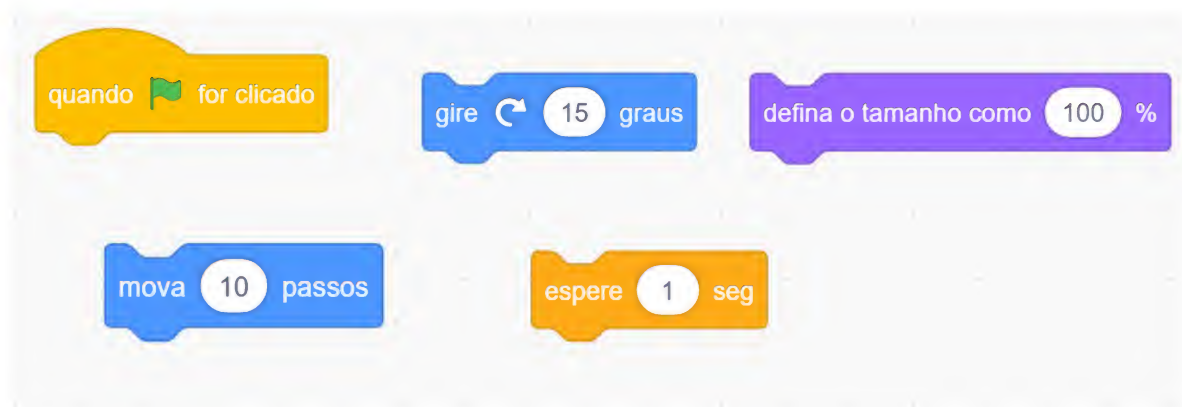 quando for clicado
gire 15 graus
defina o tamanho como 100 %
mova 10 passos
espere 1 seg